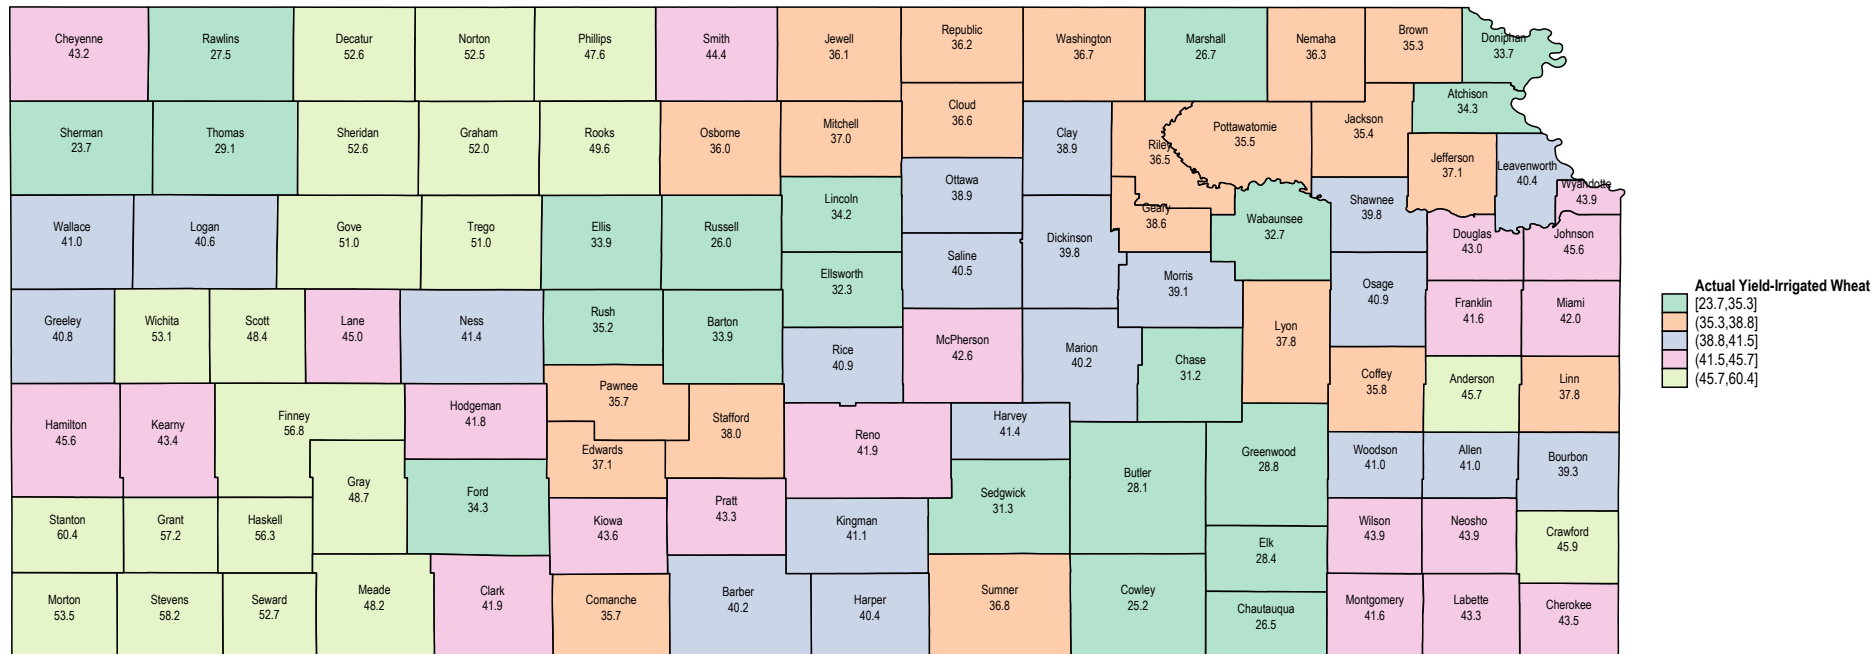 Cheyenne
43.2
Rawlins
27.5
Decatur
52.6
Norton
52.5
Phillips
47.6
Smith
44.4
Jewell
36.1
Republic
36.2
Washington
36.7
Marshall
26.7
Nemaha
36.3
Brown
35.3
Doniphan
33.7
Sherman
23.7
Thomas
29.1
Sheridan
52.6
Graham
52.0
Rooks
49.6
Osborne
36.0
Mitchell
37.0
Cloud
36.6
Clay
38.9
Riley
36.5
Pottawatomie
35.5
Jackson
35.4
Atchison
34.3
Jefferson
37.1
Leavenworth
40.4
Wyandotte
43.9
Wallace
41.0
Logan
40.6
Gove
51.0
Trego
51.0
Ellis
33.9
Russell
26.0
Lincoln
34.2
Ottawa
38.9
Saline
40.5
Dickinson
39.8
Geary
38.6
Wabaunsee
32.7
Shawnee
39.8
Douglas
43.0
Johnson
45.6
Ellsworth
32.3
Morris
39.1
Osage
40.9
Franklin
41.6
Miami
42.0
Greeley
40.8
Wichita
53.1
Scott
48.4
Lane
45.0
Ness
41.4
Rush
35.2
Barton
33.9
Rice
40.9
McPherson
42.6
Marion
40.2
Chase
31.2
Lyon
37.8
Coffey
35.8
Anderson
45.7
Linn
37.8
Hamilton
45.6
Kearny
43.4
Finney
56.8
Hodgeman
41.8
Pawnee
35.7
Stafford
38.0
Edwards
37.1
Reno
41.9
Harvey
41.4
Gray
48.7
Ford
34.3
Kiowa
43.6
Pratt
43.3
Kingman
41.1
Sedgwick
31.3
Butler
28.1
Greenwood
28.8
Woodson
41.0
Allen
41.0
Bourbon
39.3
Stanton
60.4
Grant
57.2
Haskell
56.3
Elk
28.4
Wilson
43.9
Neosho
43.9
Crawford
45.9
Morton
53.5
Stevens
58.2
Seward
52.7
Meade
48.2
Clark
41.9
Comanche
35.7
Barber
40.2
Harper
40.4
Sumner
36.8
Cowley
25.2
Chautauqua
26.5
Montgomery
41.6
Labette
43.3
Cherokee
43.5
Actual Yield-Irrigated Wheat
[23.7,35.3]
(35.3,38.8]
(38.8,41.5]
(41.5,45.7]
(45.7,60.4]